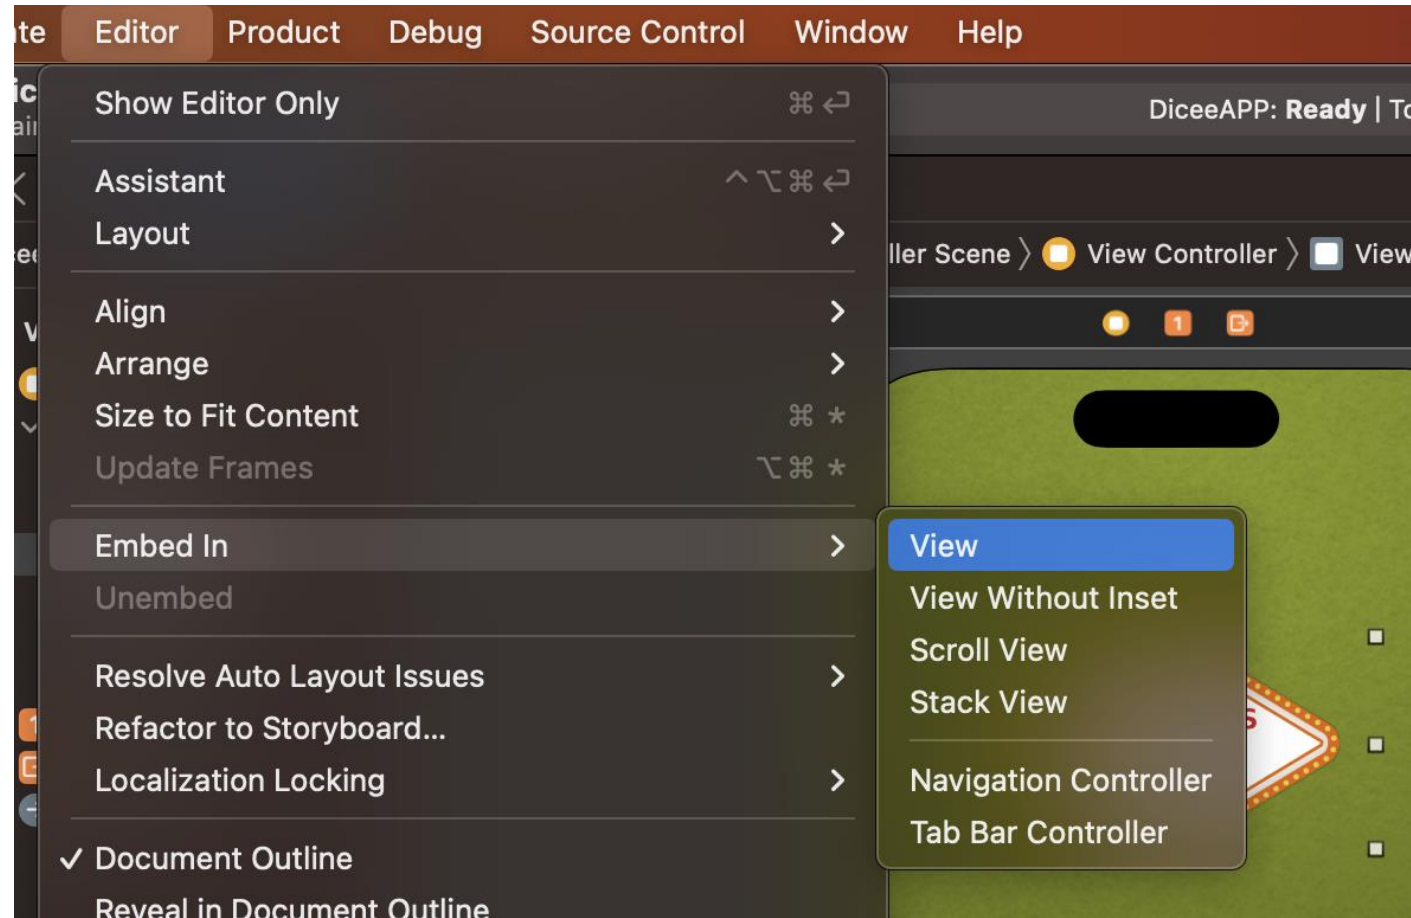 Editor Product Debug Source Control Window Help
Show Editor Only ⌘ ↩
DiceeAPP: Ready |
Assistant ^ ⌥ ⌘ ↩
Layout
Scene 〉 View Controller 〉 View
Align
1
Arrange
Size to Fit Content ⌘ *
Update Frames ⌥ ⌘ *
Embed In
View
Unembed
View Without Inset
Scroll View
Resolve Auto Layout Issues
Stack View
S
Refactor to Storyboard...
Localization Locking
Navigation Controller
Tab Bar Controller
✓ Document Outline
Reveal in Document Outline